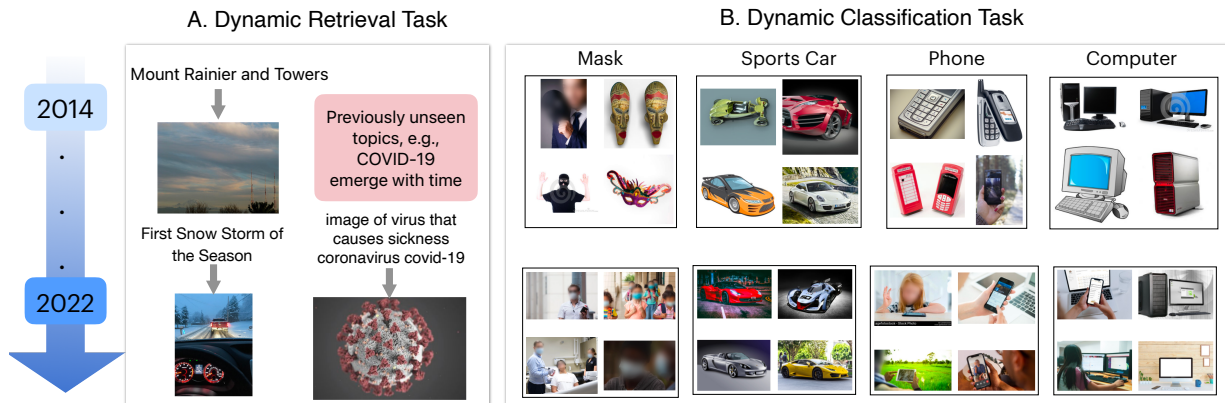 A. Dynamic Retrieval Task
B. Dynamic Classification Task
2014
2022
Mount Rainier and Towers
Previously unseen
topics, e.g.,
COVID-19
emerge with time
First Snow Storm of
the Season
image of virus that
causes sickness
coronavirus covid-19
Mask
Sports Car
Phone
Computer